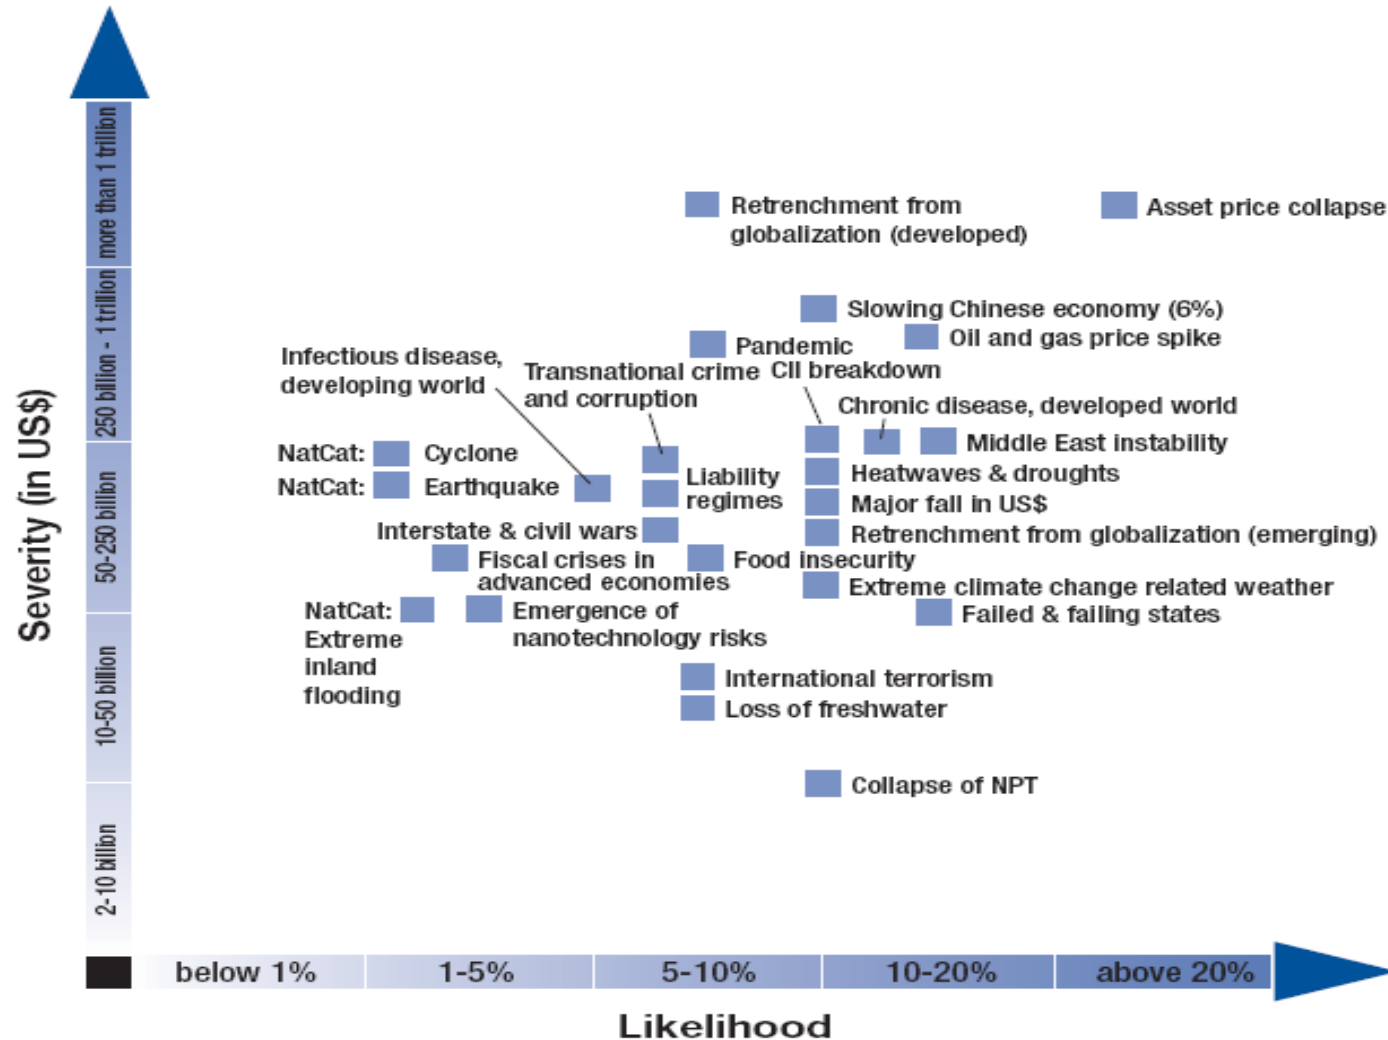 Severity (in US$)
more than 1 trillion
250 billion - 1 trillion
50-250 billion
10-50 billion
2-10 billion
Retrenchment from
globalization (developed)
Asset price collapse
Slowing Chinese economy (6%)
Oil and gas price spike
Pandemic
Infectious disease,
developing world
Transnational crime
and corruption
CII breakdown
Chronic disease, developed world
Middle East instability
NatCat: Cyclone
NatCat: Earthquake
Liability
regimes
Heatwaves & droughts
Major fall in US$
Interstate & civil wars
Retrenchment from globalization (emerging)
Fiscal crises in
advanced economies
Food insecurity
Extreme climate change related weather
NatCat:
Extreme
inland
flooding
Emergence of
nanotechnology risks
Failed & failing states
International terrorism
Loss of freshwater
Collapse of NPT
below 1%
1-5%
5-10%
10-20%
above 20%
Likelihood